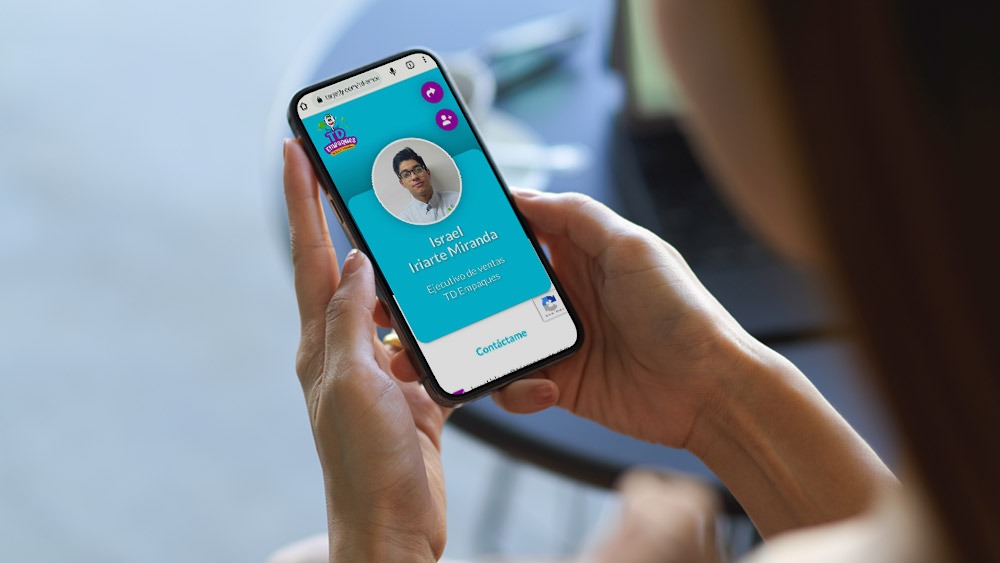 TD
EMPAQUES
Israel
Iriarte Miranda
Ejecutivo de ventas
TD Empaques
Contáctame